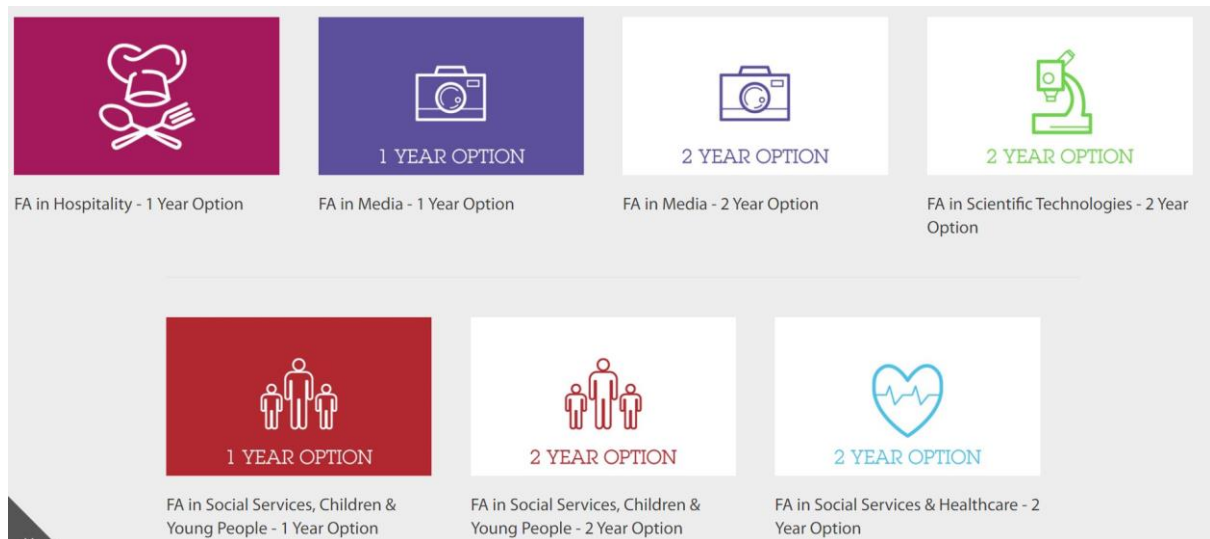 1 YEAR OPTION
2 YEAR OPTION
2 YEAR OPTION
FA in Hospitality - 1 Year Option
FA in Media - 1 Year Option
FA in Media - 2 Year Option
FA in Scientific Technologies - 2 Year
Option
1 YEAR OPTION
2 YEAR OPTION
2 YEAR OPTION
FA in Social Services, Children &
Young People - 1 Year Option
FA in Social Services, Children &
Young People - 2 Year Option
FA in Social Services & Healthcare - 2
Year Option